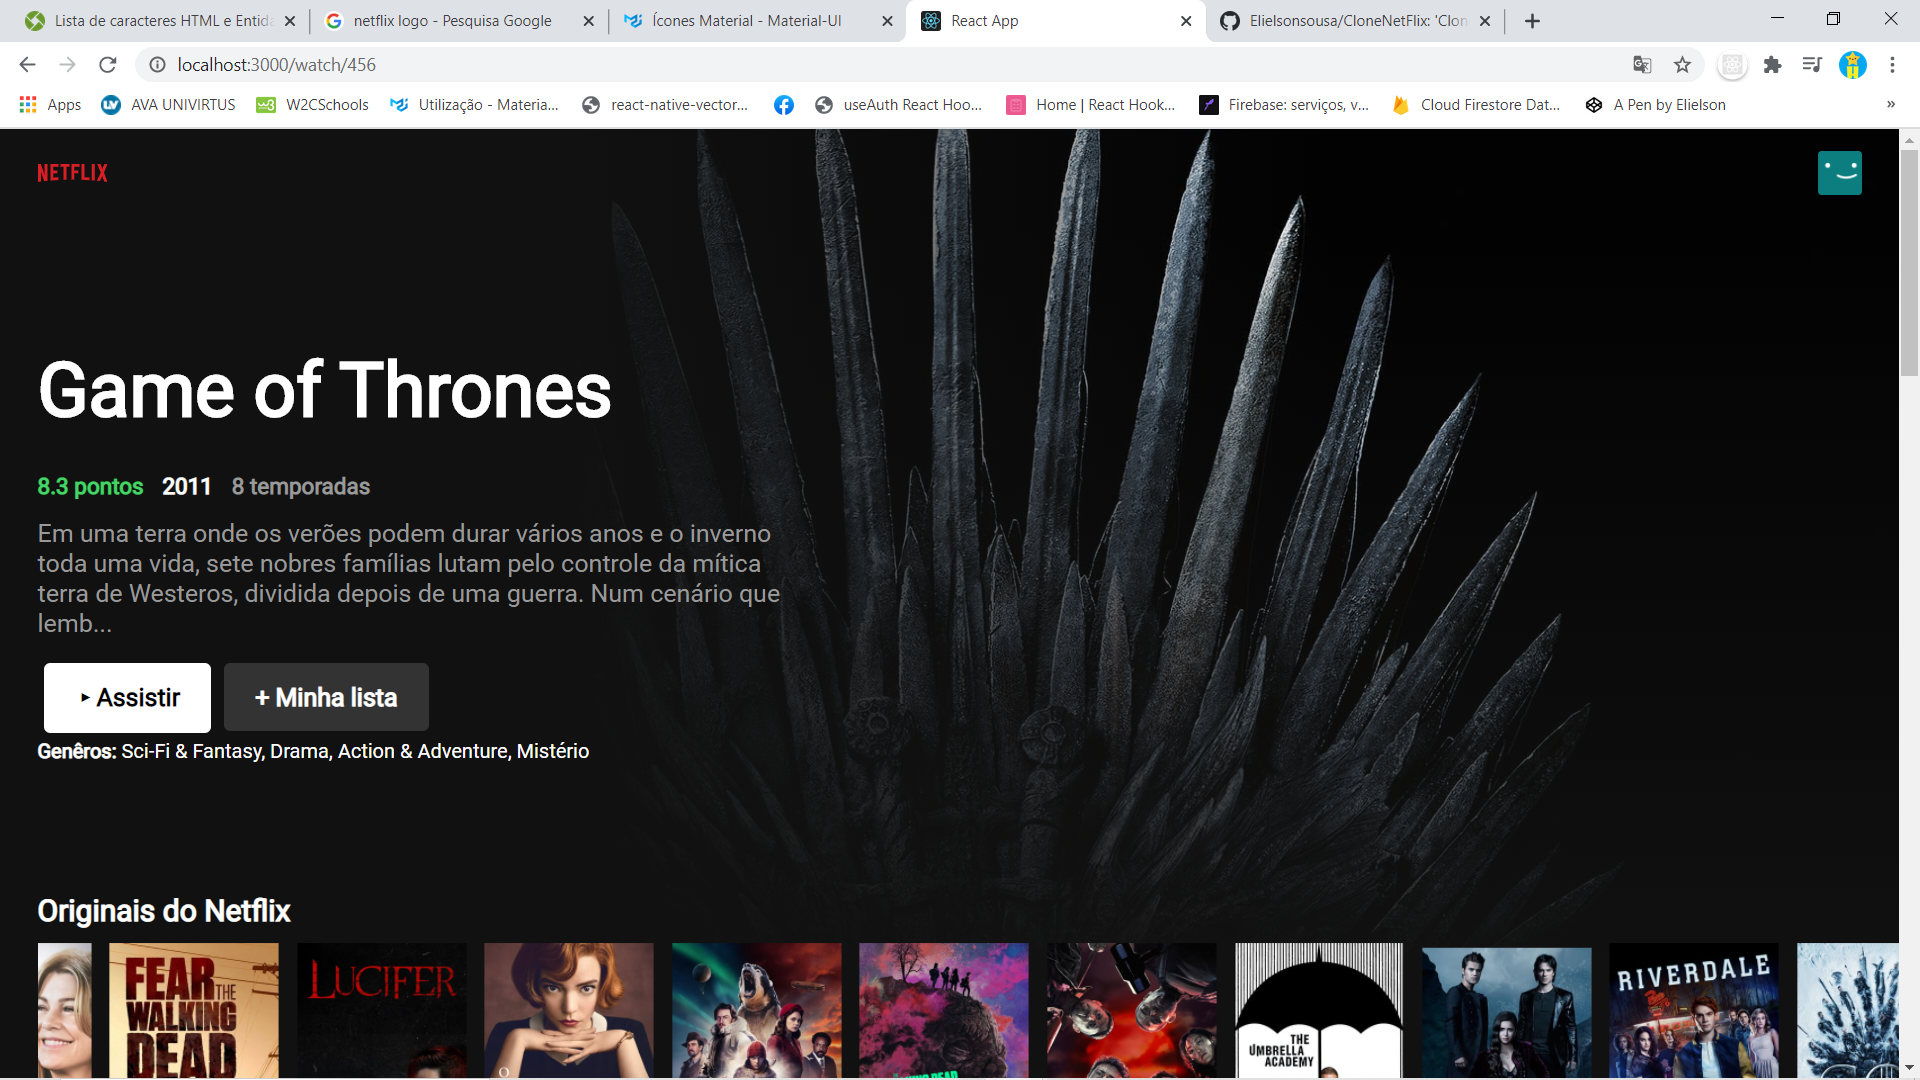 Lista de caracteres HTML e Entida
netflix logo - Pesquisa Google
Ícones Material - Material-UI
React App
Elielsonsousa/CloneNetFlix: 'Clon
localhost:3000/watch/456
Apps
AVA UNIVIRTUS
W2CSchools
Utilização - Materia...
react-native-vector...
useAuth React Hoo...
Home | React Hook...
Firebase: serviços, v...
Cloud Firestore Dat...
A Pen by Elielson
»
NETFLIX
Game of Thrones
8.3 pontos 2011 8 temporadas
Em uma terra onde os verões podem durar vários anos e o inverno
toda uma vida, sete nobres famílias lutam pelo controle da mítica
terra de Westeros, dividida depois de uma guerra. Num cenário que
lemb...
Assistir
+ Minha lista
Genêros: Sci-Fi & Fantasy, Drama, Action & Adventure, Mistério
Originais do Netflix
FEAR
THE
WALKING
DEAD
LUCIFER
O
THE
UMBRELLA
ACADEMY
RIVERDALE